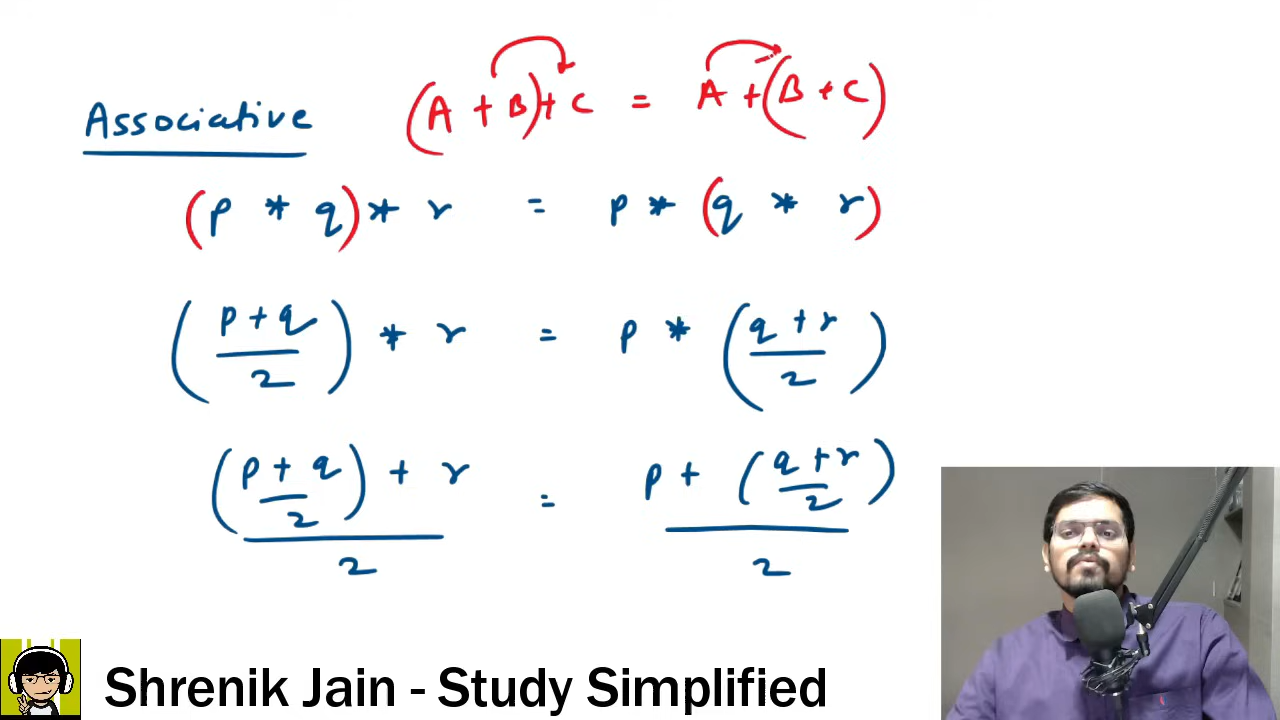 Associative (A + B) + C = A + (B + C)
(p * q) * r = p * (q * r)
((p + q)/2) * r = p * ((q + r)/2)
(((p + q)/2) + r)/2 = (p + ((q + r)/2))/2
Shrenik Jain - Study Simplified